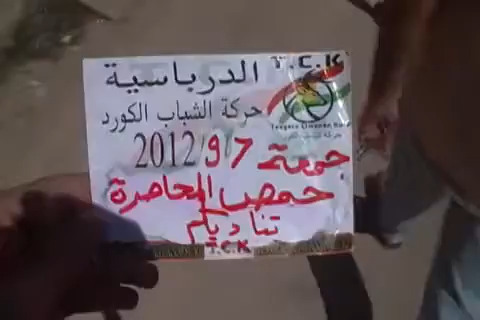 T.C.K
الدرباسية
حركة الشباب الكورد
جمعة 2012/9/7
حمص المحاصرة
تناديكم
T.C.K